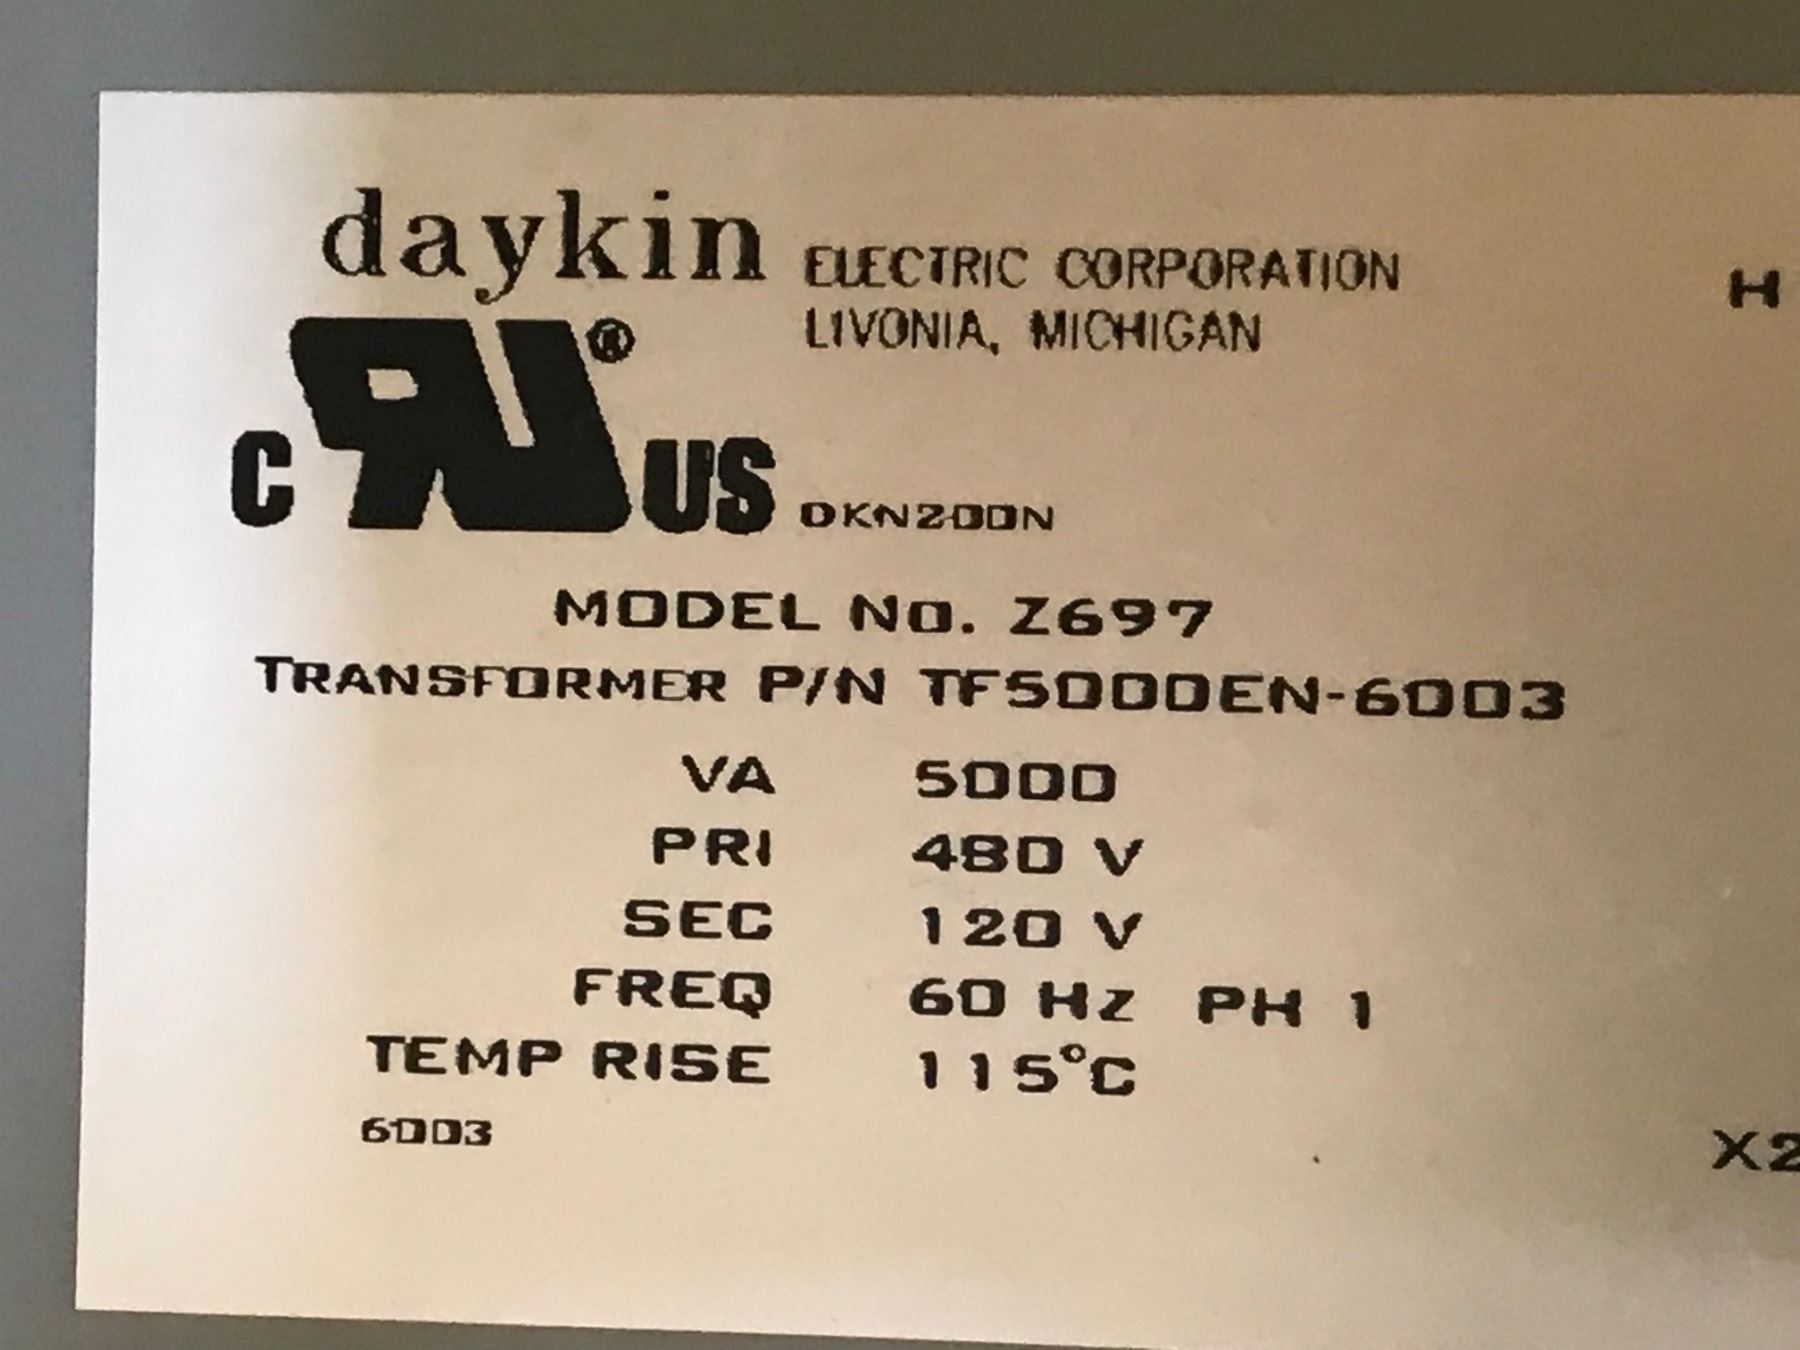 daykin ELECTRIC CORPORATION
LIVONIA, MICHIGAN
C RU® US DKN200N
MODEL No. Z697
TRANSFORMER P/N TF5000EN-6003
VA 5000
PRI 480 V
SEC 120 V
FREQ 60 Hz PH 1
TEMP RISE 115°C
6003
H
X2